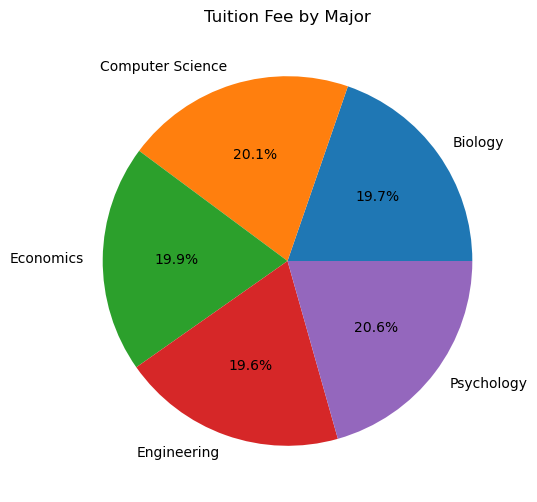 Tuition Fee by Major
Computer Science
Biology
20.1%
19.7%
Economics
19.9%
20.6%
19.6%
Psychology
Engineering